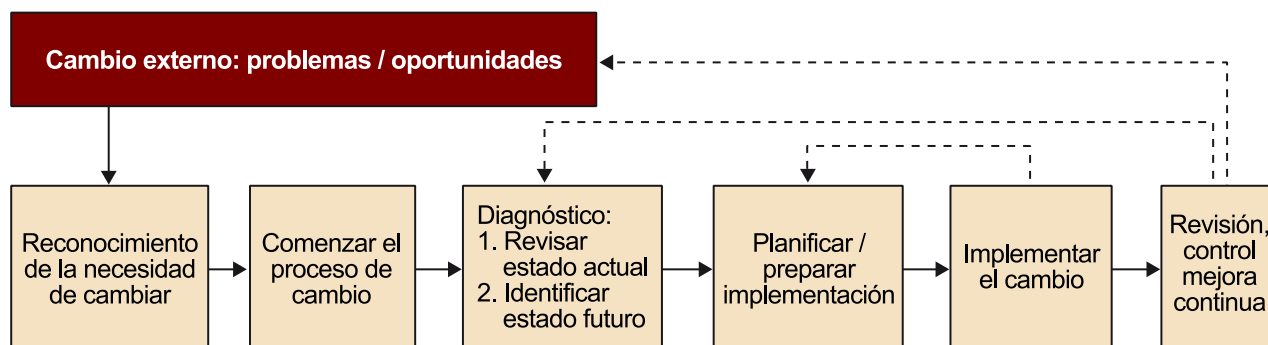 Cambio externo: problemas / oportunidades
Reconocimiento
de la necesidad
de cambiar
Comenzar el
proceso de
cambio
Diagnóstico:
1. Revisar
estado actual
2. Identificar
estado futuro
Planificar /
preparar
implementación
Implementar
el cambio
Revisión,
control
mejora
continua